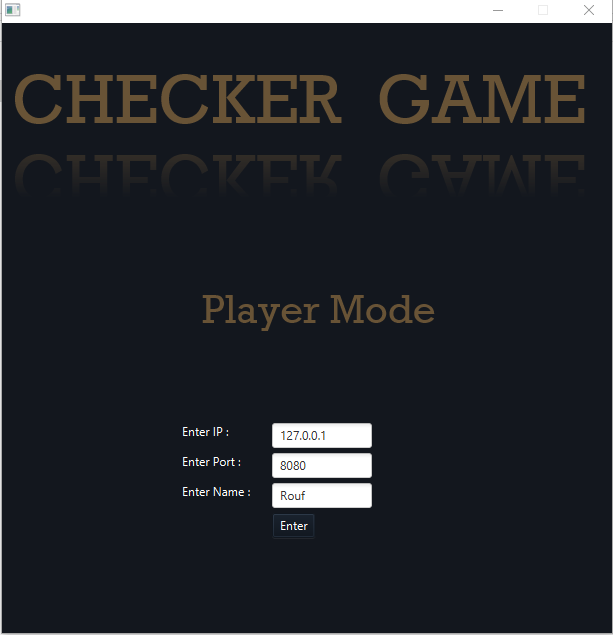 CHECKER GAME
Player Mode
Enter IP : 127.0.0.1
Enter Port : 8080
Enter Name : Rouf
Enter